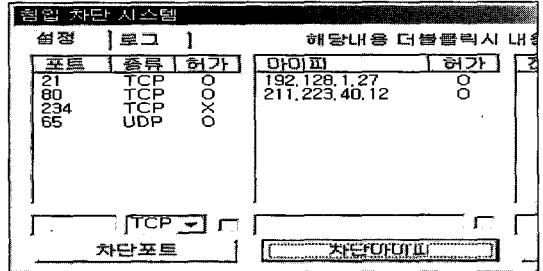 침입 차단 시스템
설정 | 로그 | 해당내용 더블클릭시 내용
포트 종류 허가 아이피 허가
21 TCP O 192,128,1,27 O
80 TCP O 211,223,40,12 O
234 TCP X
65 UDP O
TCP
차단포트 차단아이피